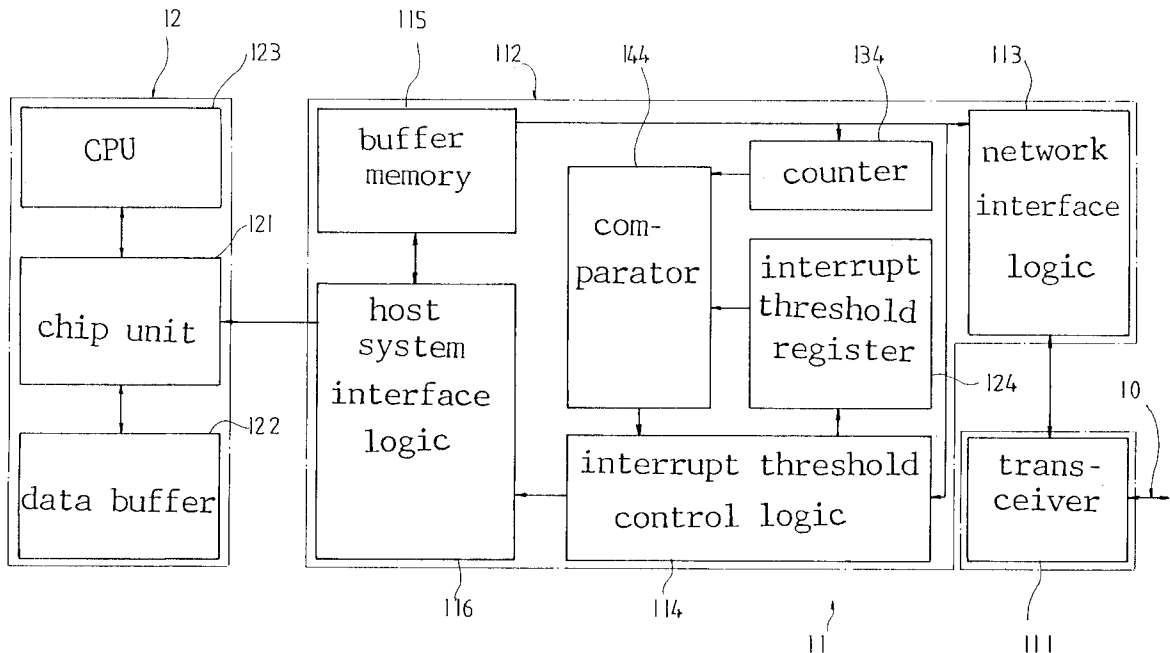 12
115
123
112
144
134
113
CPU
buffer
memory
counter
network
interface
logic
121
com-
parator
interrupt
threshold
register
chip unit
host
system
interface
logic
124
10
122
data buffer
interrupt threshold
control logic
trans-
ceiver
116
114
11
111